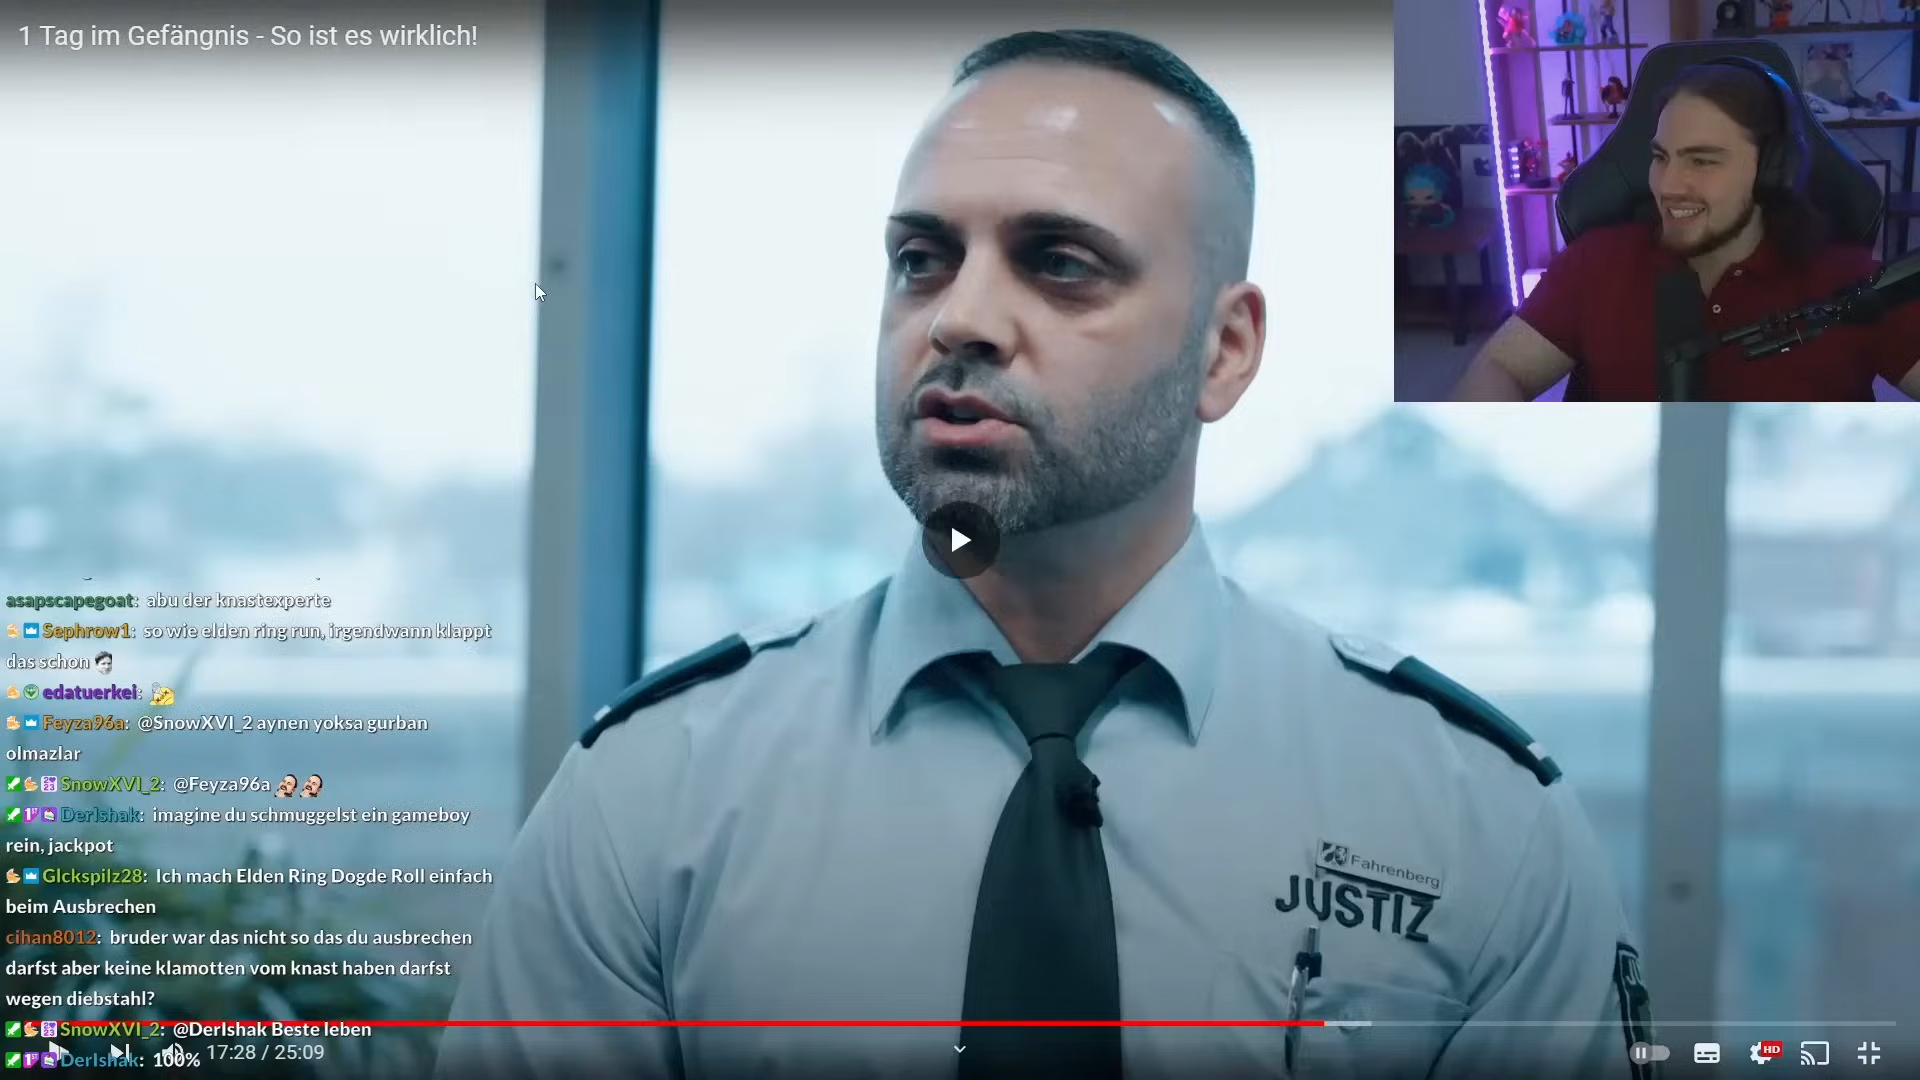 1 Tag im Gefängnis - So ist es wirklich!
asapscapegoat: abu der knastexperte
Sephrow1: so wie elden ring run, irgendwann klappt
das schon
edatuerkei:
Feyza96a: @SnowXVI_2 aynen yoksa gurban
olmazlar
SnowXVI_2: @Feyza96a
DerIshak: imagine du schmuggelst ein gameboy
rein, jackpot
Glckspilz28: Ich mach Elden Ring Dogde Roll einfach
beim Ausbrechen
cihan8012: bruder war das nicht so das du ausbrechen
darfst aber keine klamotten vom knast haben darfst
wegen diebstahl?
SnowXVI_2: @DerIshak Beste leben
DerIshak: 100%
17:28 / 25:09
HD
Fahrenberg
JUSTIZ